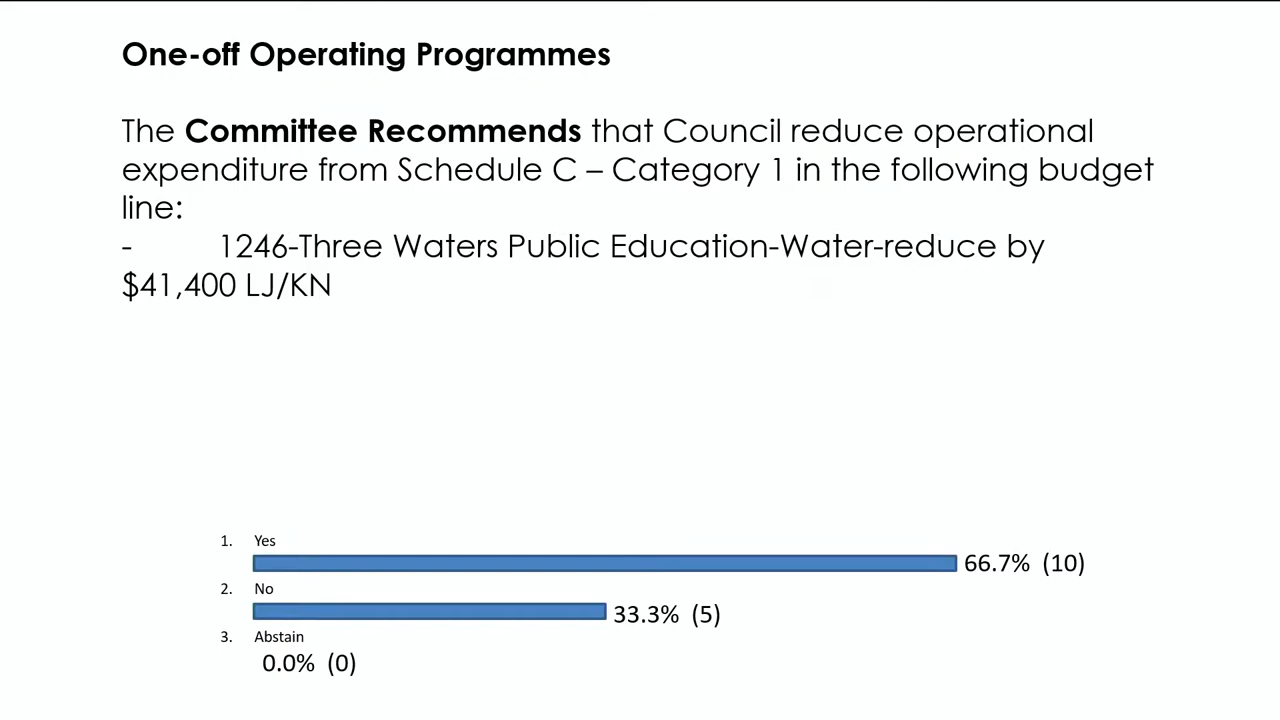 One-off Operating Programmes
The Committee Recommends that Council reduce operational
expenditure from Schedule C – Category 1 in the following budget
line:
- 1246-Three Waters Public Education-Water-reduce by
$41,400 LJ/KN
1. Yes
66.7% (10)
2. No
33.3% (5)
3. Abstain
0.0% (0)